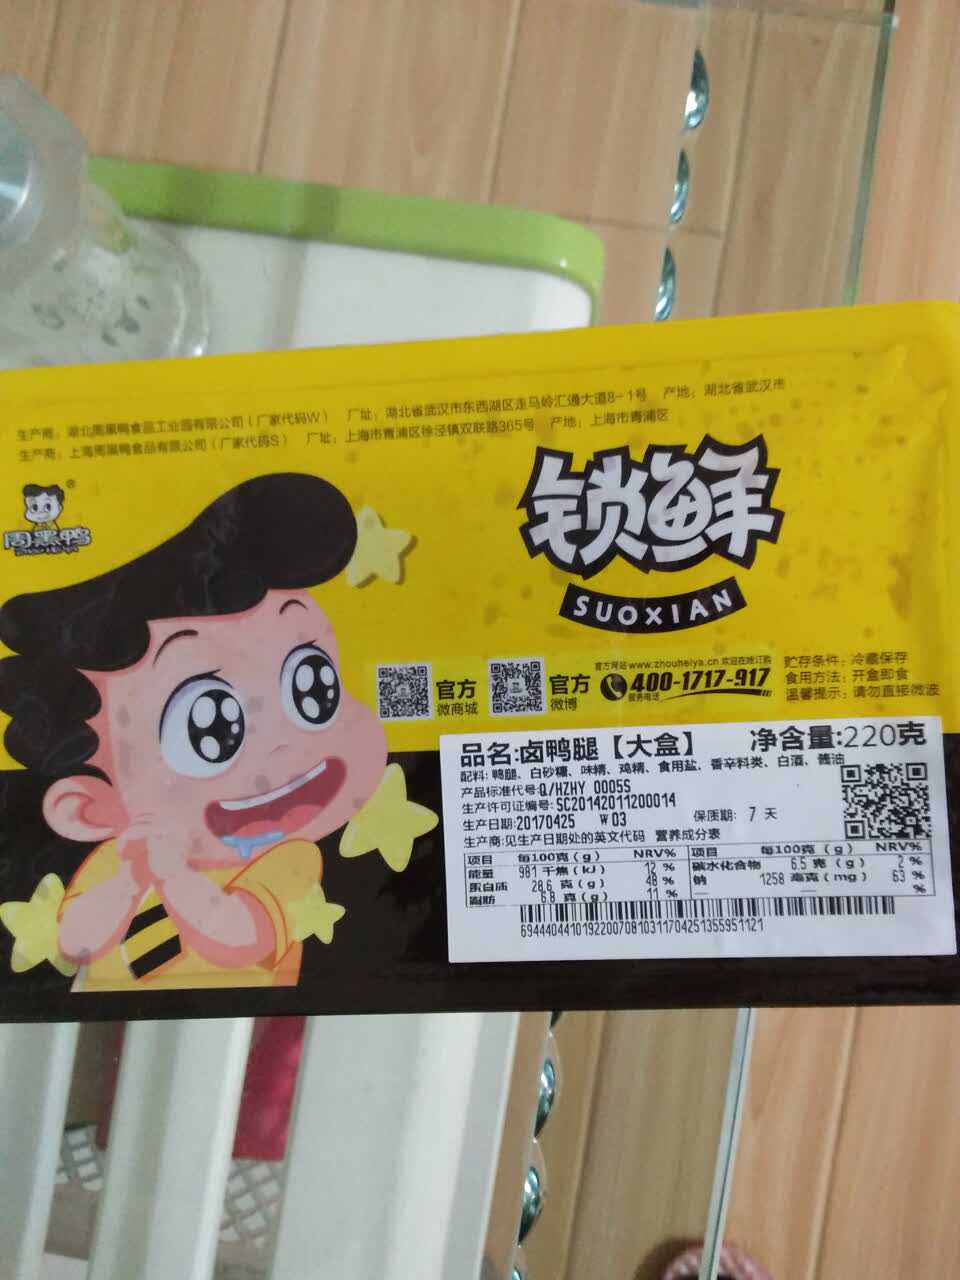 生产商：湖北周黑鸭食品工业园有限公司（厂家代码W） 厂址：湖北省武汉市东西湖区走马岭汇通大道8-1号 产地：湖北省武汉市
生产商：上海周黑鸭食品有限公司（厂家代码S） 厂址：上海市青浦区徐泾镇双联路365号 产地：上海市青浦区
周黑鸭
锁鲜
SUOXIAN
官方
微商城
官方
微博
官方网站 www.zhouheiya.cn 欢迎在线订购
400-1717-917
服务电话
贮存条件：冷藏保存
食用方法：开盒即食
温馨提示：请勿直接微波
品名:卤鸭腿【大盒】 净含量:220克
配料: 鸭腿、白砂糖、味精、鸡精、食用盐、香辛料类、白酒、酱油
产品标准代号:Q/HZHY 0005S
生产许可证编号:SC20142011200014
生产日期:20170425 W03 保质期: 7 天
生产商:见生产日期处的英文代码 营养成分表
项目 每100克（g） NRV% 项目 每100克（g） NRV%
能量 981 千焦（kJ） 12 % 碳水化合物 6.5 克（g） 2 %
蛋白质 28.6 克（g） 48 % 钠 1258 毫克（mg） 63 %
脂肪 6.8 克（g） 11 % — %
69444044101922007081031170425135595​1121